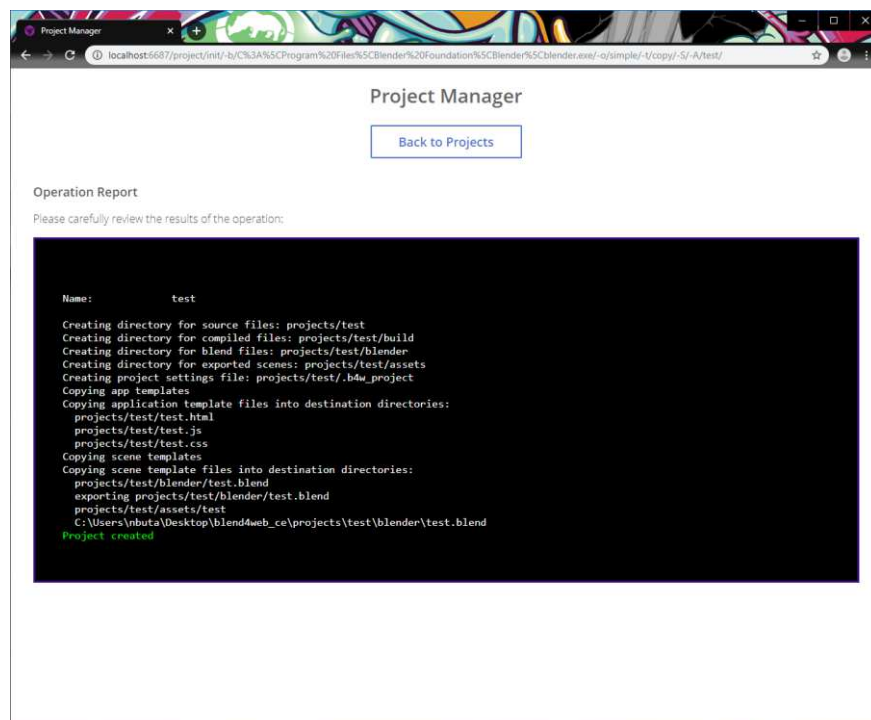 Project Manager
localhost:6687/project/init/-b/C%3A%5CProgram%20Files%5CBlender%20Foundation%5CBlender%5Cblender.exe/-o/simple/-t/copy/-S/-A/test/
Project Manager
Back to Projects
Operation Report
Please carefully review the results of the operation:
Name: test
Creating directory for source files: projects/test
Creating directory for compiled files: projects/test/build
Creating directory for blend files: projects/test/blender
Creating directory for exported scenes: projects/test/assets
Creating project settings file: projects/test/.b4w_project
Copying app templates
Copying application template files into destination directories:
projects/test/test.html
projects/test/test.js
projects/test/test.css
Copying scene templates
Copying scene template files into destination directories:
projects/test/blender/test.blend
exporting projects/test/blender/test.blend
projects/test/assets/test
C:\Users\nbuta\Desktop\blend4web_ce\projects\test\blender\test.blend
Project created